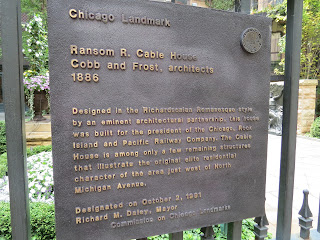 Chicago Landmark
Ransom R. Cable House
Cobb and Frost, architects
1886
Designed in the Richardsonian Romanesque style
by an eminent architectural partnership, this house
was built for the president of the Chicago, Rock
Island and Pacific Railway Company. The Cable
House is among only a few remaining structures
that illustrate the original elite residential
character of the area just west of North
Michigan Avenue.
Designated on October 2, 1991
Richard M. Daley, Mayor
Commission on Chicago Landmarks